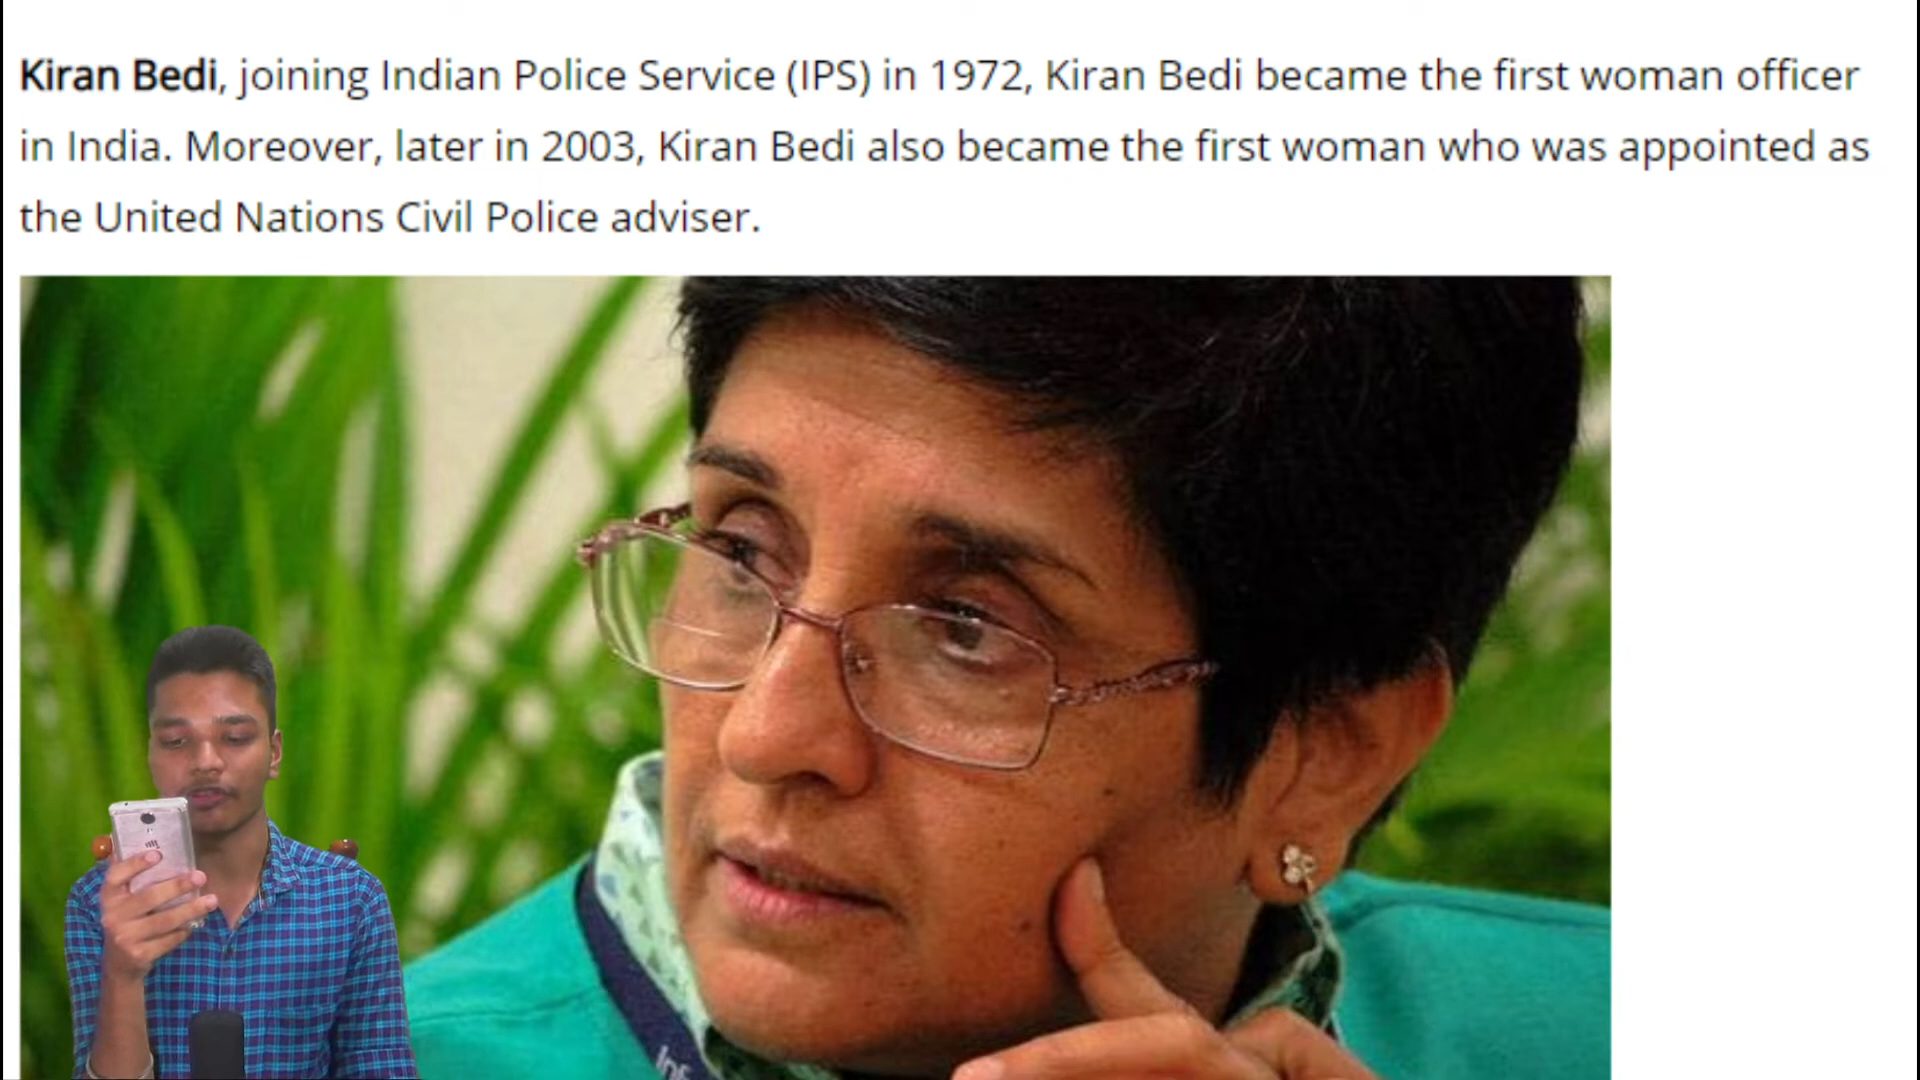 Kiran Bedi, joining Indian Police Service (IPS) in 1972, Kiran Bedi became the first woman officer
in India. Moreover, later in 2003, Kiran Bedi also became the first woman who was appointed as
the United Nations Civil Police adviser.